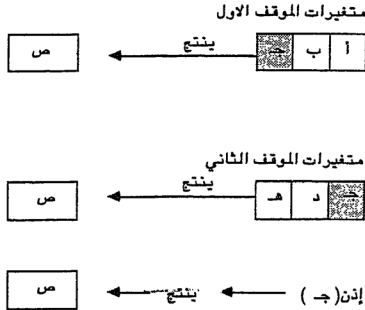 متغيرات الموقف الاول
أ ب جـ ينتج ص
متغيرات الموقف الثاني
جـ د هـ ينتج ص
إذن (جـ) ينتج ص